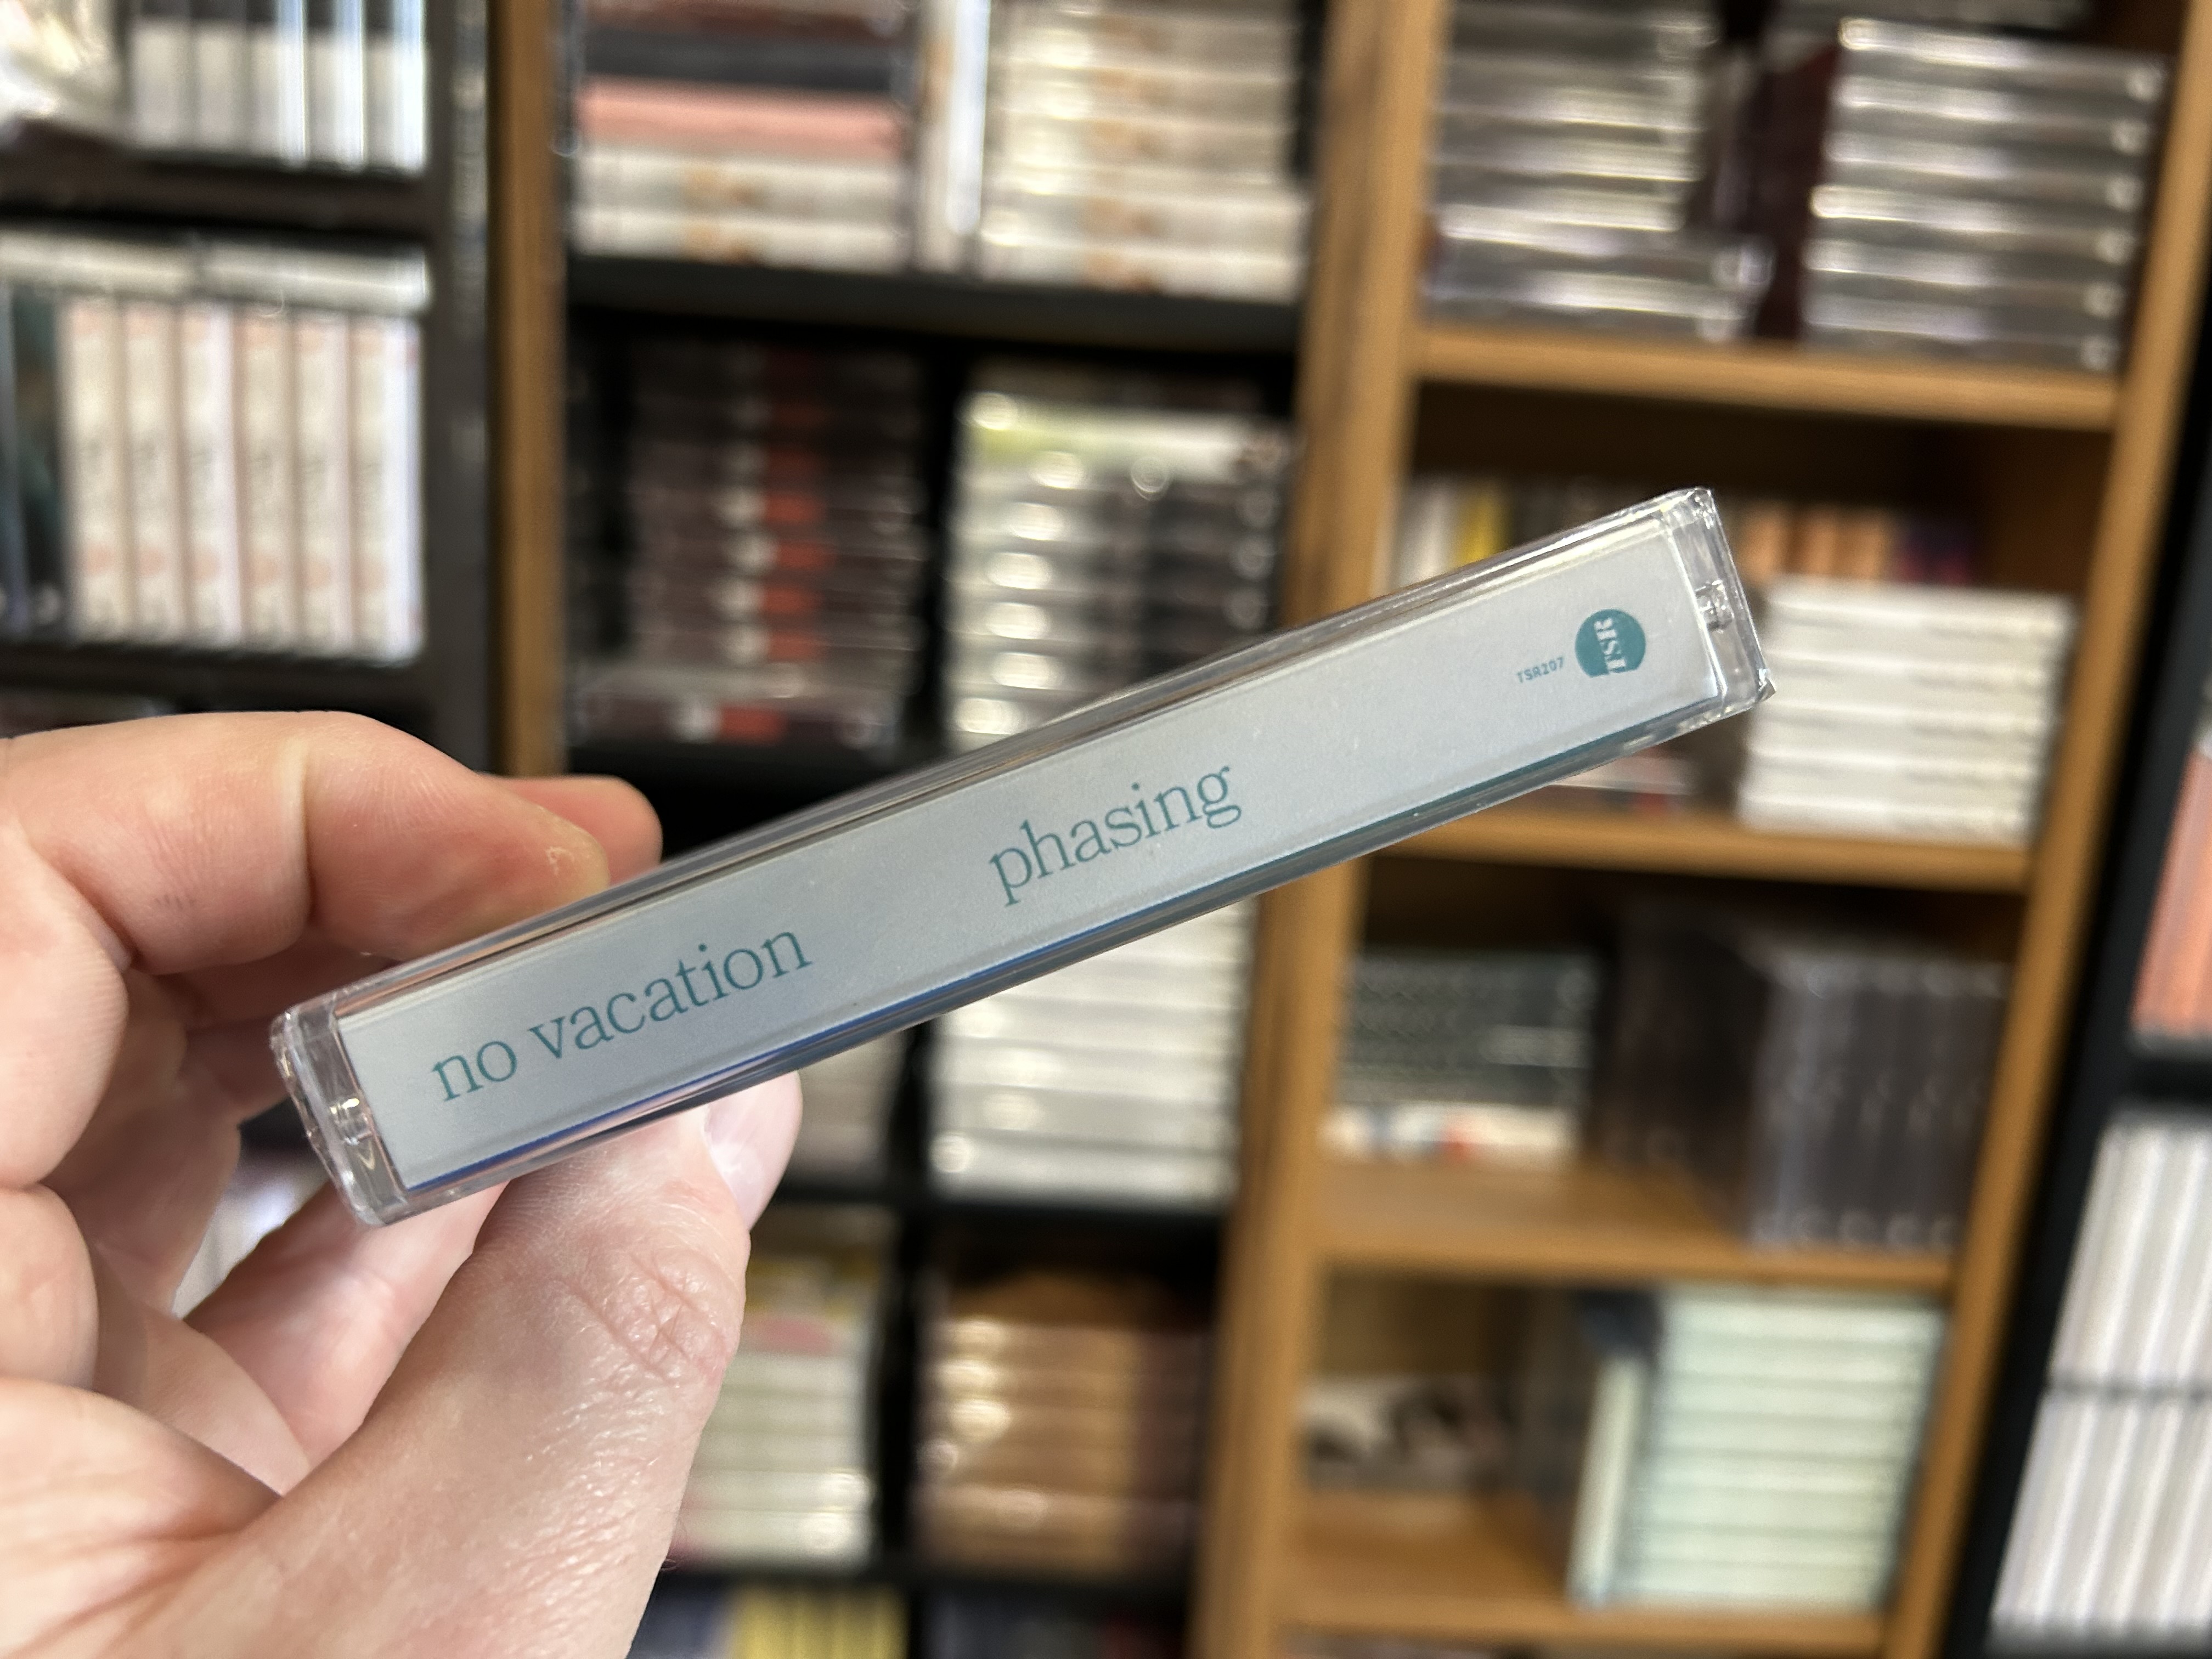 no vacation
phasing
TSR207
TSR